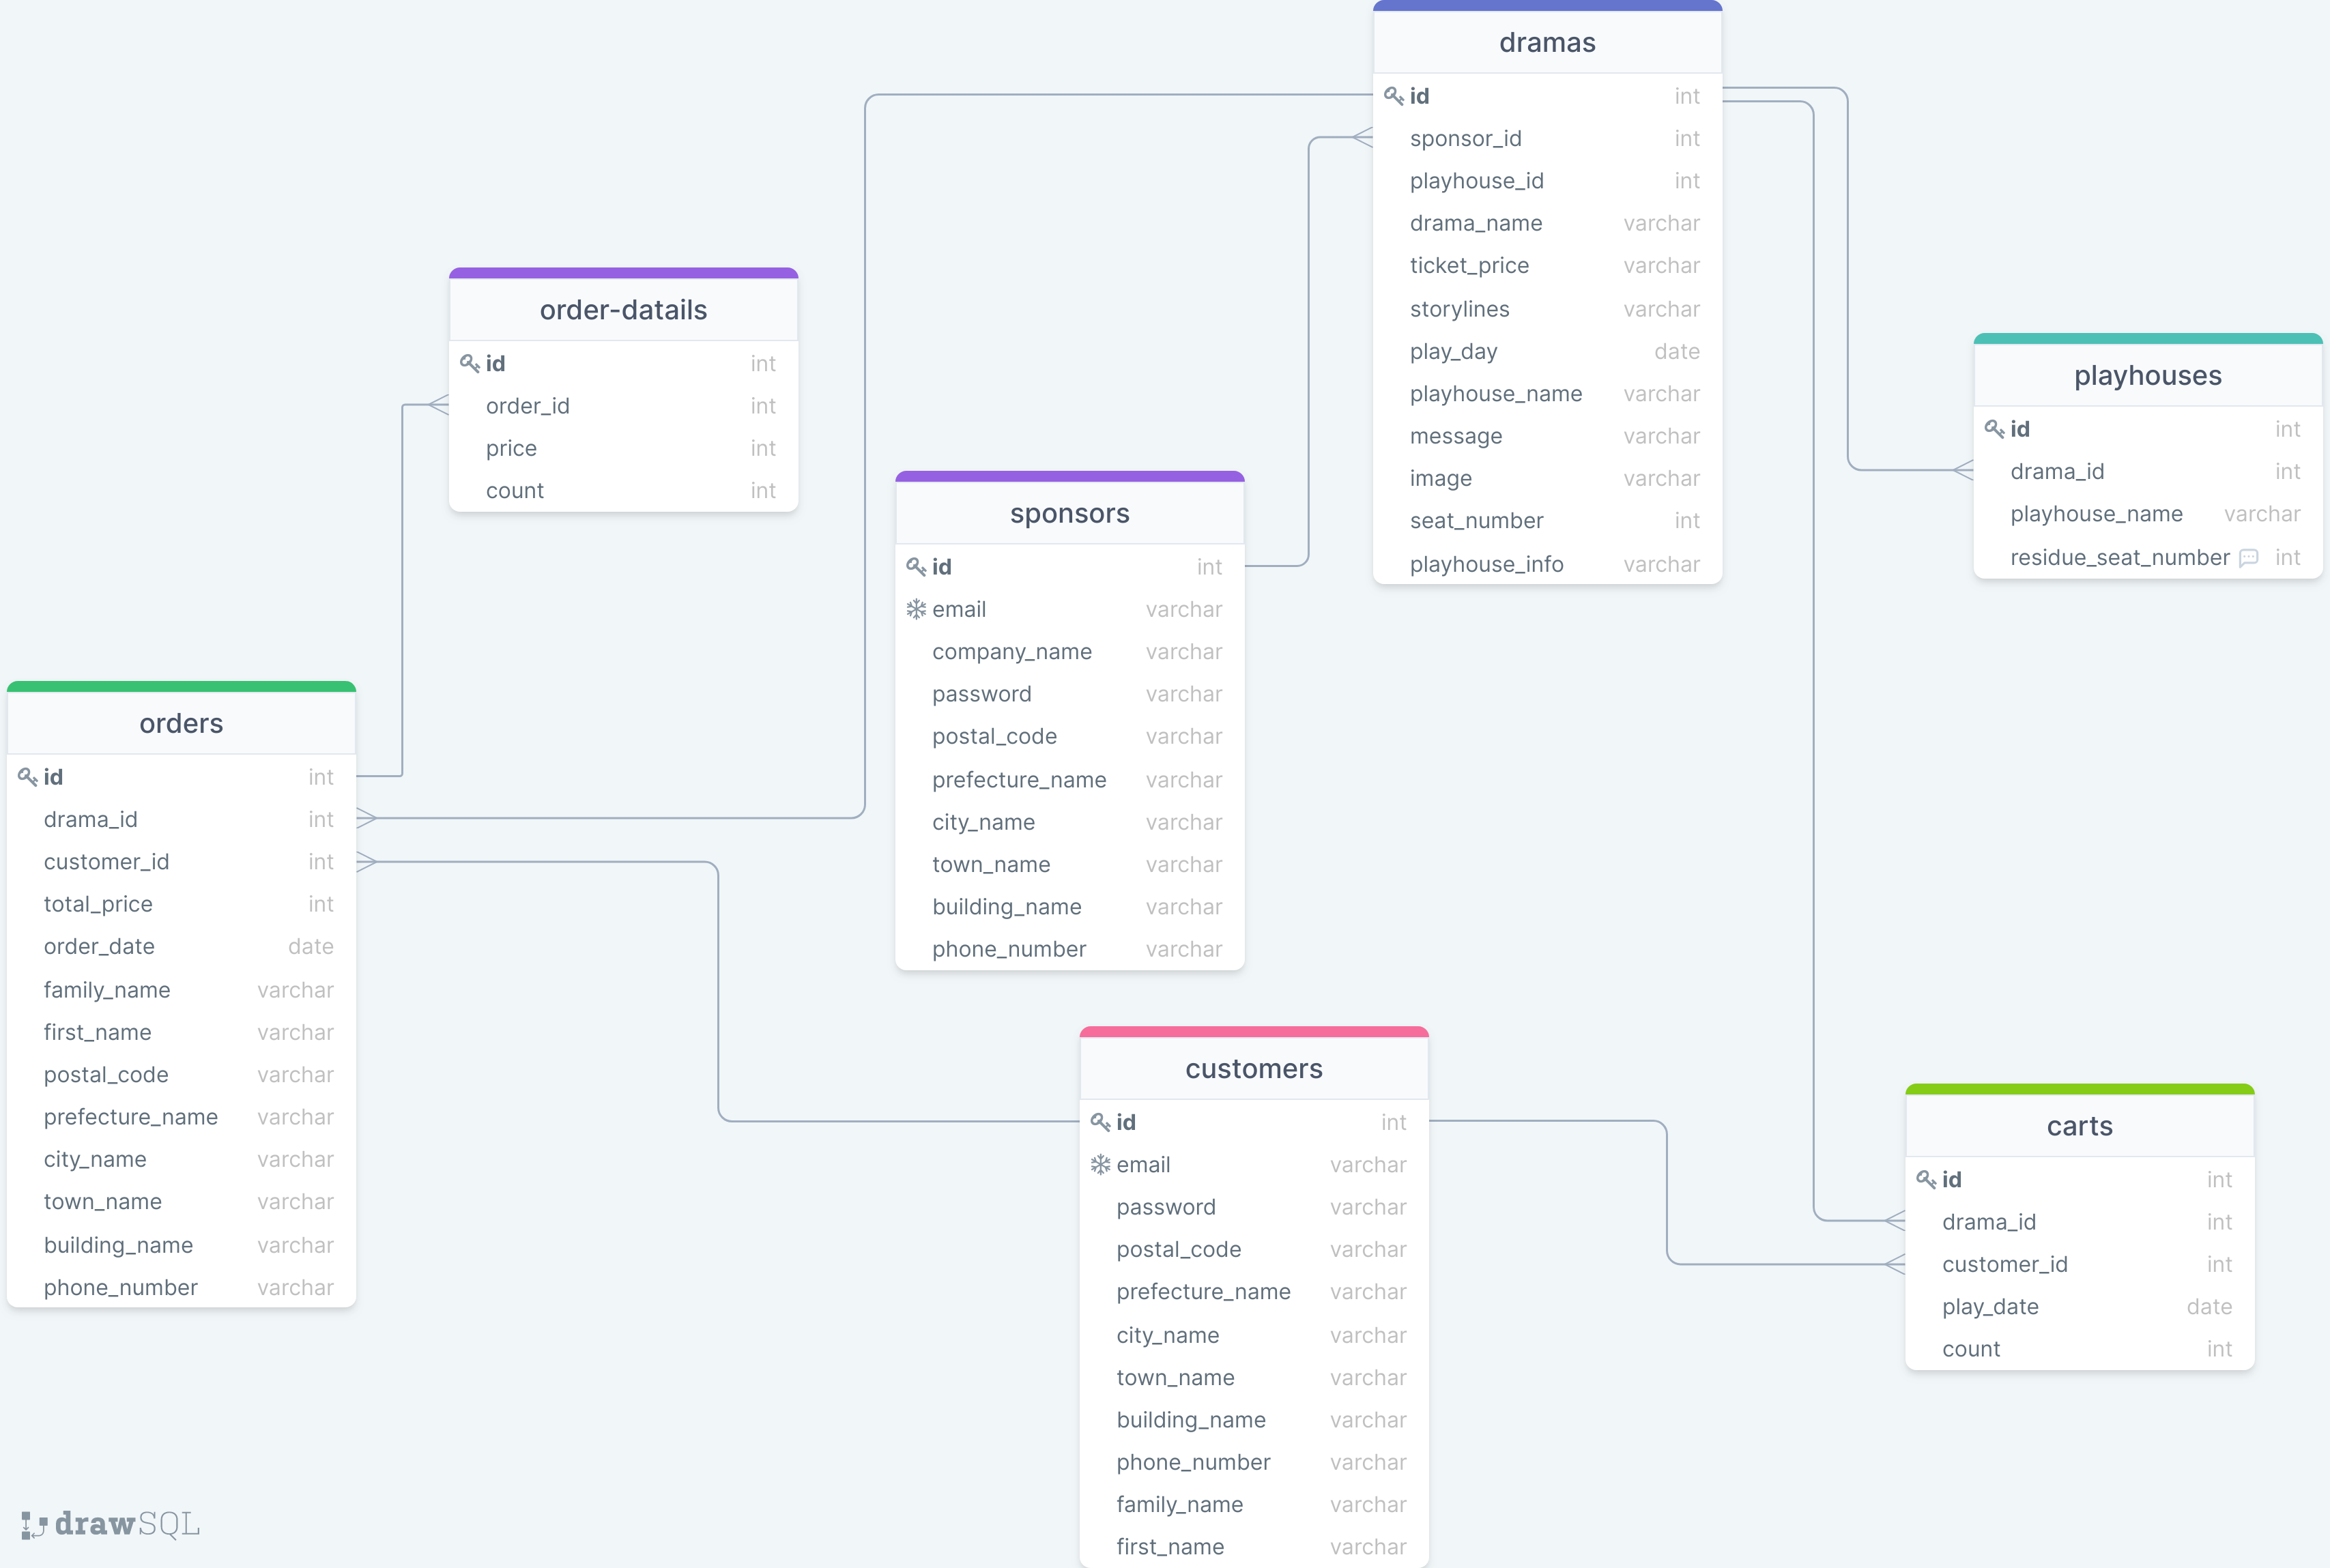 dramas
id int
sponsor_id int
playhouse_id int
drama_name varchar
ticket_price varchar
storylines varchar
play_day date
playhouse_name varchar
message varchar
image varchar
seat_number int
playhouse_info varchar
order-datails
id int
order_id int
price int
count int
playhouses
id int
drama_id int
playhouse_name varchar
residue_seat_number int
sponsors
id int
email varchar
company_name varchar
password varchar
postal_code varchar
prefecture_name varchar
city_name varchar
town_name varchar
building_name varchar
phone_number varchar
orders
id int
drama_id int
customer_id int
total_price int
order_date date
family_name varchar
first_name varchar
postal_code varchar
prefecture_name varchar
city_name varchar
town_name varchar
building_name varchar
phone_number varchar
customers
id int
email varchar
password varchar
postal_code varchar
prefecture_name varchar
city_name varchar
town_name varchar
building_name varchar
phone_number varchar
family_name varchar
first_name varchar
carts
id int
drama_id int
customer_id int
play_date date
count int
drawSQL